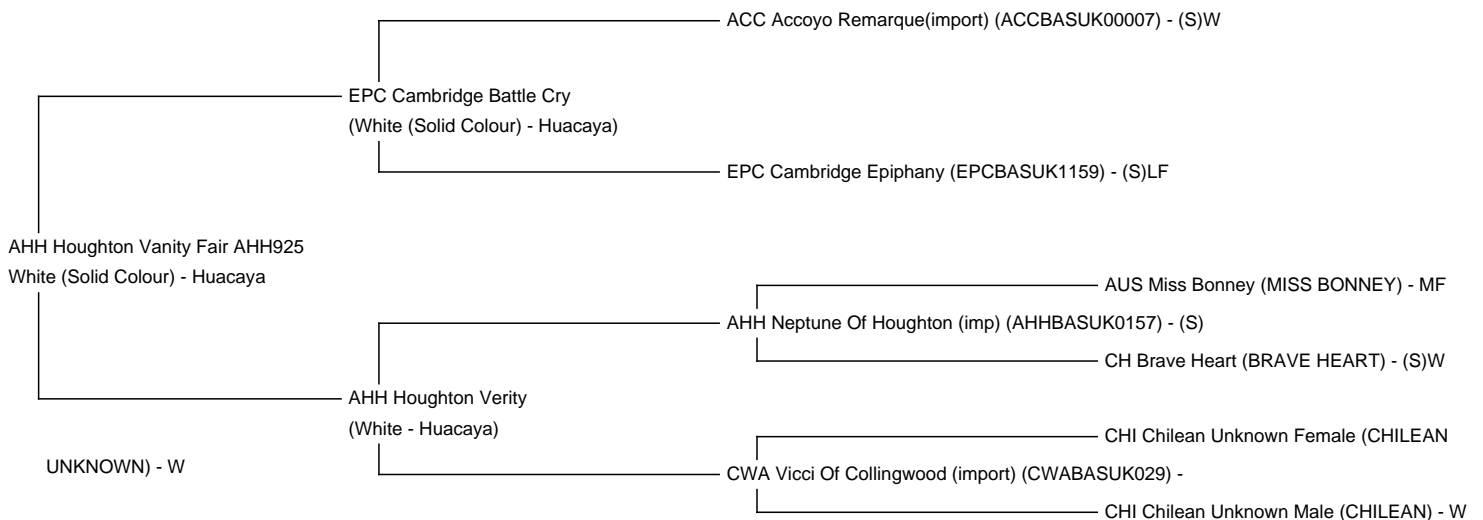 ACC Accoyo Remarque(import) (ACCBASUK00007) - (S)W
EPC Cambridge Battle Cry
(White (Solid Colour) - Huacaya)
EPC Cambridge Epiphany (EPCBASUK1159) - (S)LF
AHH Houghton Vanity Fair AHH925
White (Solid Colour) - Huacaya
AUS Miss Bonney (MISS BONNEY) - MF
AHH Neptune Of Houghton (imp) (AHHBASUK0157) - (S)
CH Brave Heart (BRAVE HEART) - (S)W
AHH Houghton Verity
(White - Huacaya)
CHI Chilean Unknown Female (CHILEAN
UNKNOWN) - W
CWA Vicci Of Collingwood (import) (CWABASUK029) -
CHI Chilean Unknown Male (CHILEAN) - W